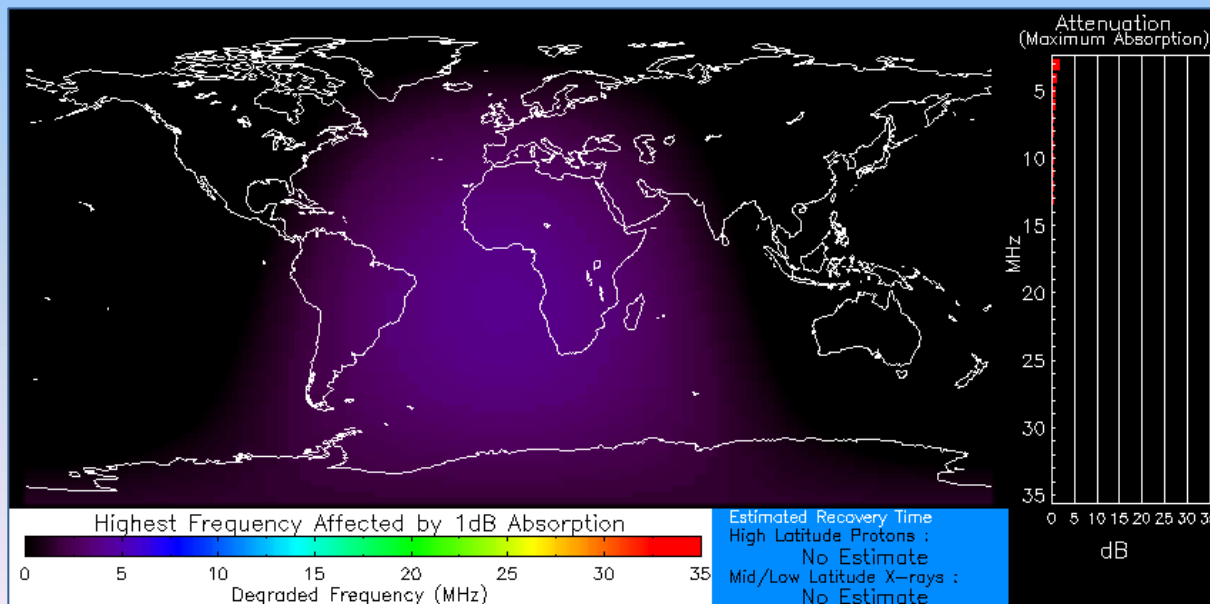 Attenuation
(Maximum Absorption)
5
10
15
20
25
30
35
MHz
0 5 10 15 20 25 30 35
dB
Highest Frequency Affected by 1dB Absorption
0 5 10 15 20 25 30 35
Degraded Frequency (MHz)
Estimated Recovery Time
High Latitude Protons :
No Estimate
Mid/Low Latitude X-rays :
No Estimate